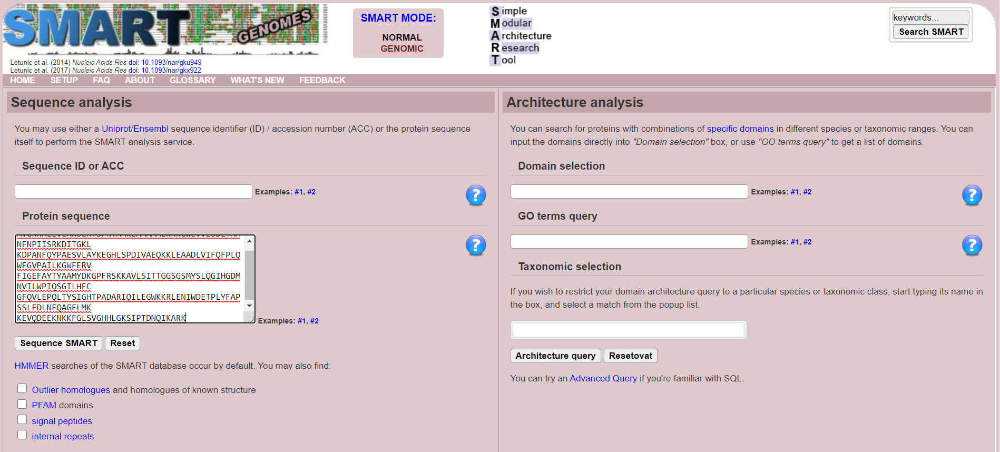 SMART GENOMES
Letunic et al. (2014) Nucleic Acids Res doi: 10.1093/nar/gku949
Letunic et al. (2017) Nucleic Acids Res doi: 10.1093/nar/gkx922
SMART MODE:
NORMAL
GENOMIC
Simple
Modular
Architecture
Research
Tool
keywords...
Search SMART
HOME SETUP FAQ ABOUT GLOSSARY WHAT'S NEW FEEDBACK
Sequence analysis
You may use either a Uniprot/Ensembl sequence identifier (ID) / accession number (ACC) or the protein sequence
itself to perform the SMART analysis service.
Sequence ID or ACC
Examples: #1, #2
Protein sequence
NFNPIISRKDITGKL
KDPANFQYPAESVLAYKEGHLSPDIVAEQKKLEAADLVIFQFPLQ
WFGVPAILKGWFERV
FIGEFAYTYAAMYDKGPFRSKKAVLSITTGGSGSMYSLQGIHGDM
NVILWPIQSGILHFC
GFQVLEPQLTYSIGHTPADARIQILEGWKKRLENIWDETPLYFAP
SSLFDLNFQAGFLMK
KEVQDEEKNKKFGLSVGHHLGKSIPTDNQIKARK
Examples: #1, #2
Sequence SMART Reset
HMMER searches of the SMART database occur by default. You may also find:
Outlier homologues and homologues of known structure
PFAM domains
signal peptides
internal repeats
Architecture analysis
You can search for proteins with combinations of specific domains in different species or taxonomic ranges. You can
input the domains directly into "Domain selection" box, or use "GO terms query" to get a list of domains.
Domain selection
Examples: #1, #2
GO terms query
Examples: #1, #2
Taxonomic selection
If you wish to restrict your domain architecture query to a particular species or taxonomic class, start typing its name in
the box, and select a match from the popup list.
Architecture query Resetovat
You can try an Advanced Query if you're familiar with SQL.